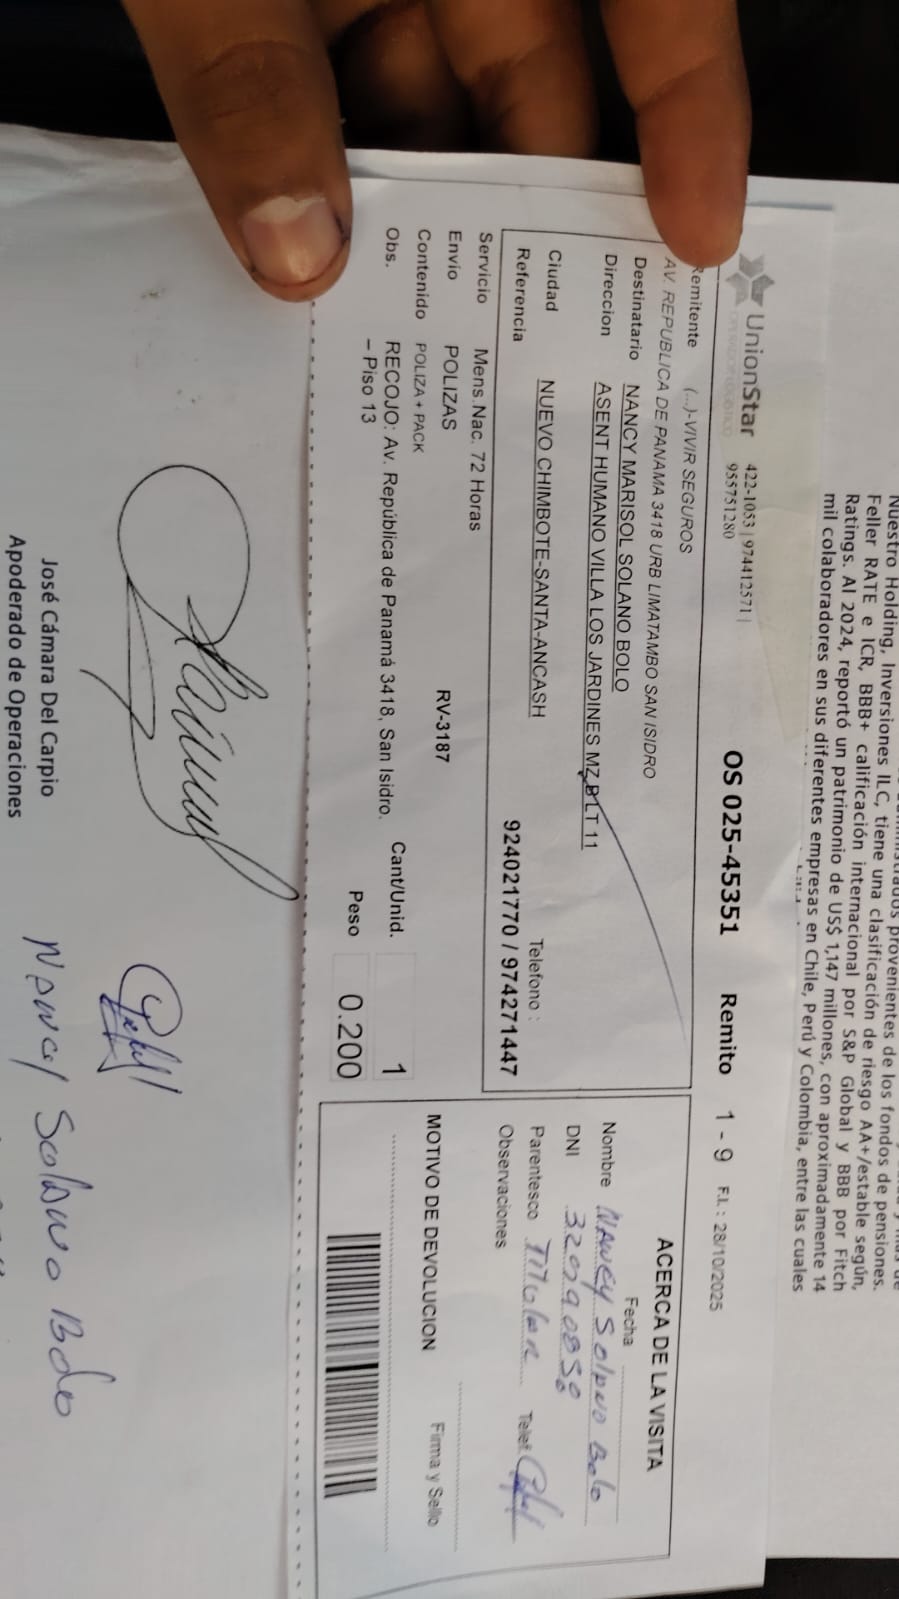 Nuestro Holding, Inversiones ILC, tiene una clasificación de riesgo AA+/estable según,
Feller RATE e ICR, BBB+ calificación internacional por S&P Global y BBB por Fitch
Ratings. Al 2024, reportó un patrimonio de US$ 1,147 millones, con aproximadamente 14
mil colaboradores en sus diferentes empresas en Chile, Perú y Colombia, entre las cuales
UnionStar
OPERADOR LOGISTICO
422-1053 | 974412571 |
955751280
OS 025-45351 Remito 1 - 9 F.I.: 28/10/2025
Remitente (...)-VIVIR SEGUROS
AV. REPUBLICA DE PANAMA 3418 URB LIMATAMBO SAN ISIDRO
Destinatario NANCY MARISOL SOLANO BOLO
Direccion ASENT HUMANO VILLA LOS JARDINES MZ B LT 11
Ciudad NUEVO CHIMBOTE-SANTA-ANCASH
Referencia
Telefono :
924021770 / 974271447
Servicio Mens.Nac. 72 Horas
Envio POLIZAS RV-3187
Contenido POLIZA + PACK
Obs. RECOJO: Av. República de Panamá 3418, San Isidro.
– Piso 13
Cant/Unid. 1
Peso 0.200
ACERCA DE LA VISITA
Fecha
Nombre Nancy Solano Bolo
DNI
Parentesco Titular Telef.
Observaciones
MOTIVO DE DEVOLUCION
Firma y Sello
José Cámara Del Carpio
Apoderado de Operaciones
Nancy Solano Bolo